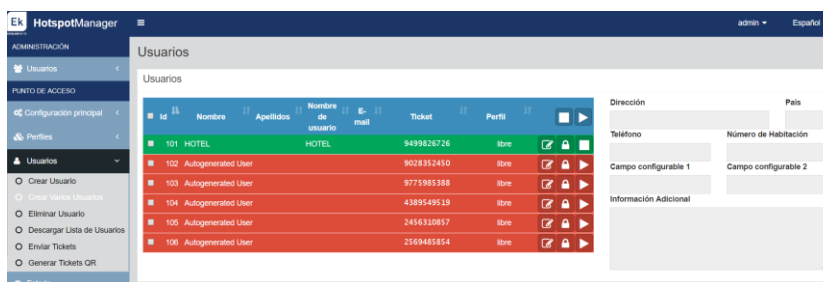 Ek HotspotManager admin Español
ADMINISTRACIÓN
Usuarios
PUNTO DE ACCESO
Configuración principal
Perfiles
Usuarios
Crear Usuario
Crear Varios Usuarios
Eliminar Usuario
Descargar Lista de Usuarios
Enviar Tickets
Generar Tickets QR
Usuarios
Usuarios
Id Nombre Apellidos Nombre de usuario E-mail Ticket Perfil
101 HOTEL HOTEL 9499826726 libre
102 Autogenerated User 9028352450 libre
103 Autogenerated User 9775985388 libre
104 Autogenerated User 4389549519 libre
105 Autogenerated User 2456310857 libre
106 Autogenerated User 2569485854 libre
Dirección País
Teléfono Número de Habitación
Campo configurable 1 Campo configurable 2
Información Adicional